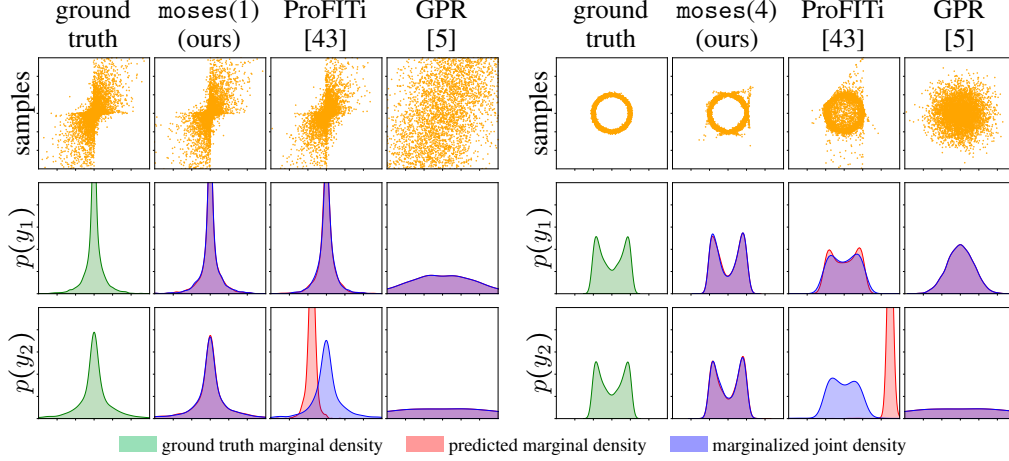 ground truth
moses(1) (ours)
ProFITi [43]
GPR [5]
ground truth
moses(4) (ours)
ProFITi [43]
GPR [5]
samples
samples
p(y₁)
p(y₁)
p(y₂)
p(y₂)
ground truth marginal density
predicted marginal density
marginalized joint density